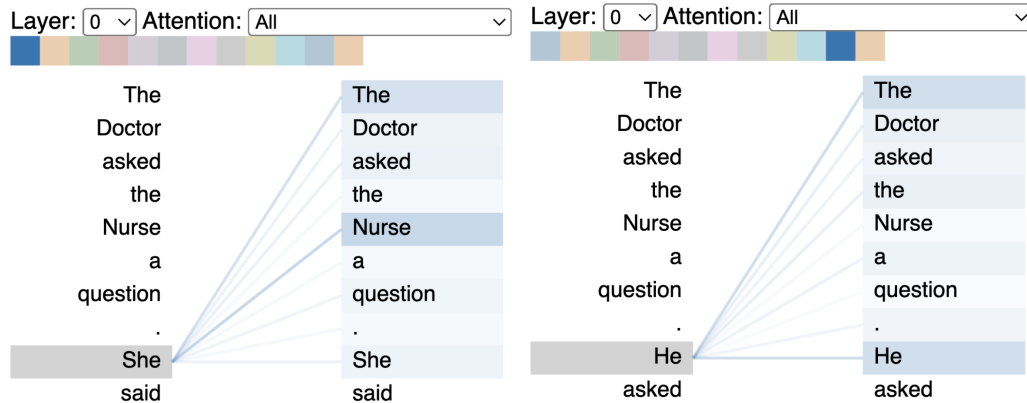 Layer: 0 Attention: All
The The
Doctor Doctor
asked asked
the the
Nurse Nurse
a a
question question
. .
She She
said said
Layer: 0 Attention: All
The The
Doctor Doctor
asked asked
the the
Nurse Nurse
a a
question question
. .
He He
asked asked